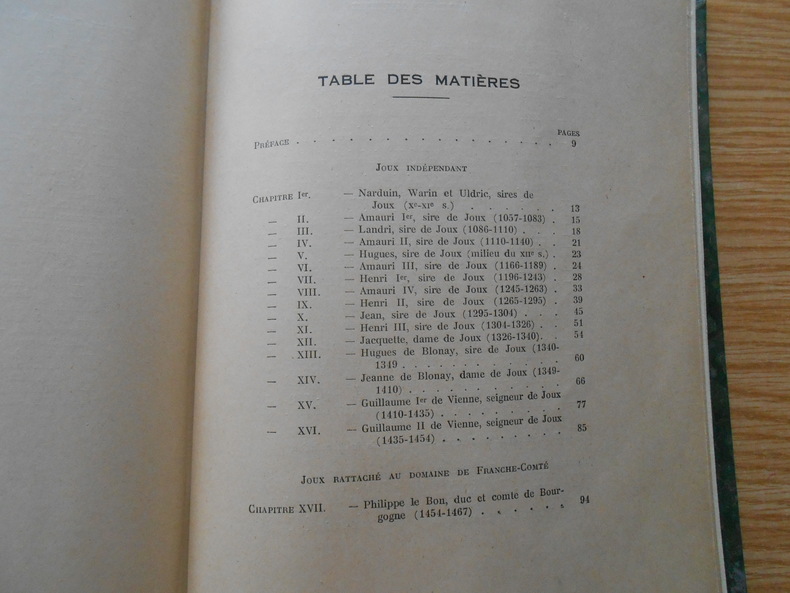 TABLE DES MATIÈRES
PAGES
PRÉFACE . . . . . . . . . . . . . . . 9
JOUX INDÉPENDANT
CHAPITRE Ier. — Narduin, Warin et Uldric, sires de
Joux (xe-xie s.) . . . . . . 13
— II. — Amauri Ier, sire de Joux (1057-1083) . 15
— III. — Landri, sire de Joux (1086-1110) . . . 18
— IV. — Amauri II, sire de Joux (1110-1140) . . 21
— V. — Hugues, sire de Joux (milieu du xiie s.) . 23
— VI. — Amauri III, sire de Joux (1166-1189) . 24
— VII. — Henri Ier, sire de Joux (1196-1243) . . 28
— VIII. — Amauri IV, sire de Joux (1245-1263) . 33
— IX. — Henri II, sire de Joux (1265-1295) . . 39
— X. — Jean, sire de Joux (1295-1304) . . . 45
— XI. — Henri III, sire de Joux (1304-1326) . . 51
— XII. — Jacquette, dame de Joux (1326-1340). . 54
— XIII. — Hugues de Blonay, sire de Joux (1340-
1349 . . . . . . . . . . . 60
— XIV. — Jeanne de Blonay, dame de Joux (1349-
1410) . . . . . . . . . . . 66
— XV. — Guillaume Ier de Vienne, seigneur de Joux
(1410-1435) . . . . . . . . . 77
— XVI. — Guillaume II de Vienne, seigneur de Joux
(1435-1454) . . . . . . . . . 85
JOUX RATTACHÉ AU DOMAINE DE FRANCHE-COMTÉ
CHAPITRE XVII. — Philippe le Bon, duc et comte de Bour-
gogne (1454-1467) . . . . . . 94